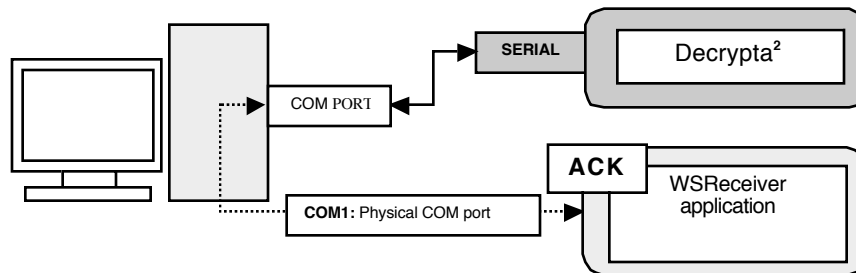 SERIAL
Decrypta²
COM PORT
ACK
WSReceiver
application
COM1: Physical COM port